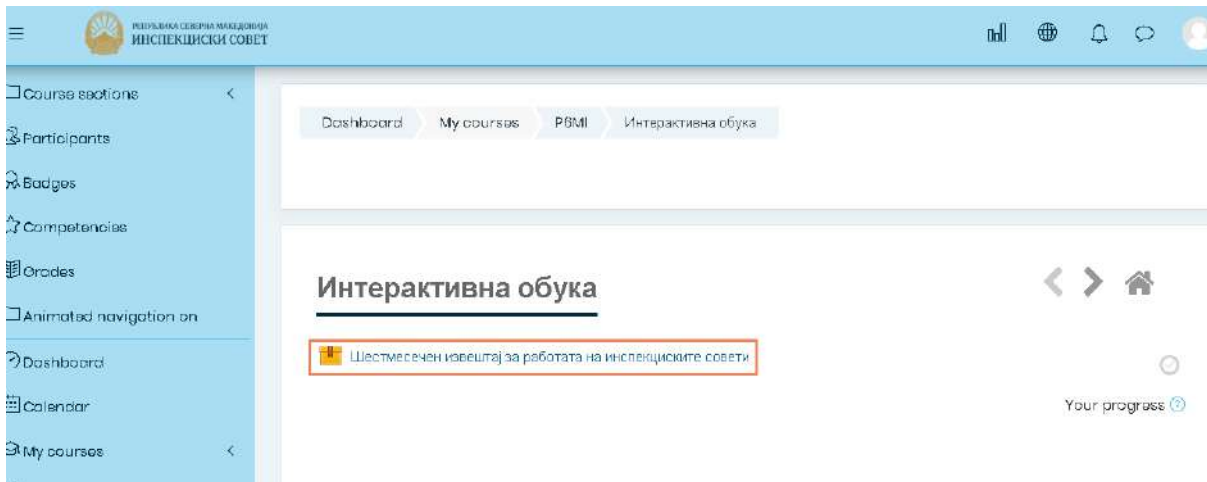 РЕПУБЛИКА СЕВЕРНА МАКЕДОНИЈА
ИНСПЕКЦИСКИ СОВЕТ
Course sections
Participants
Badges
Competencies
Grades
Animated navigation on
Dashboard
Calendar
My courses
Dashboard My courses P6MI Интерактивна обука
Интерактивна обука
Шестмесечен извештај за работата на инспекциските совети
Your progress